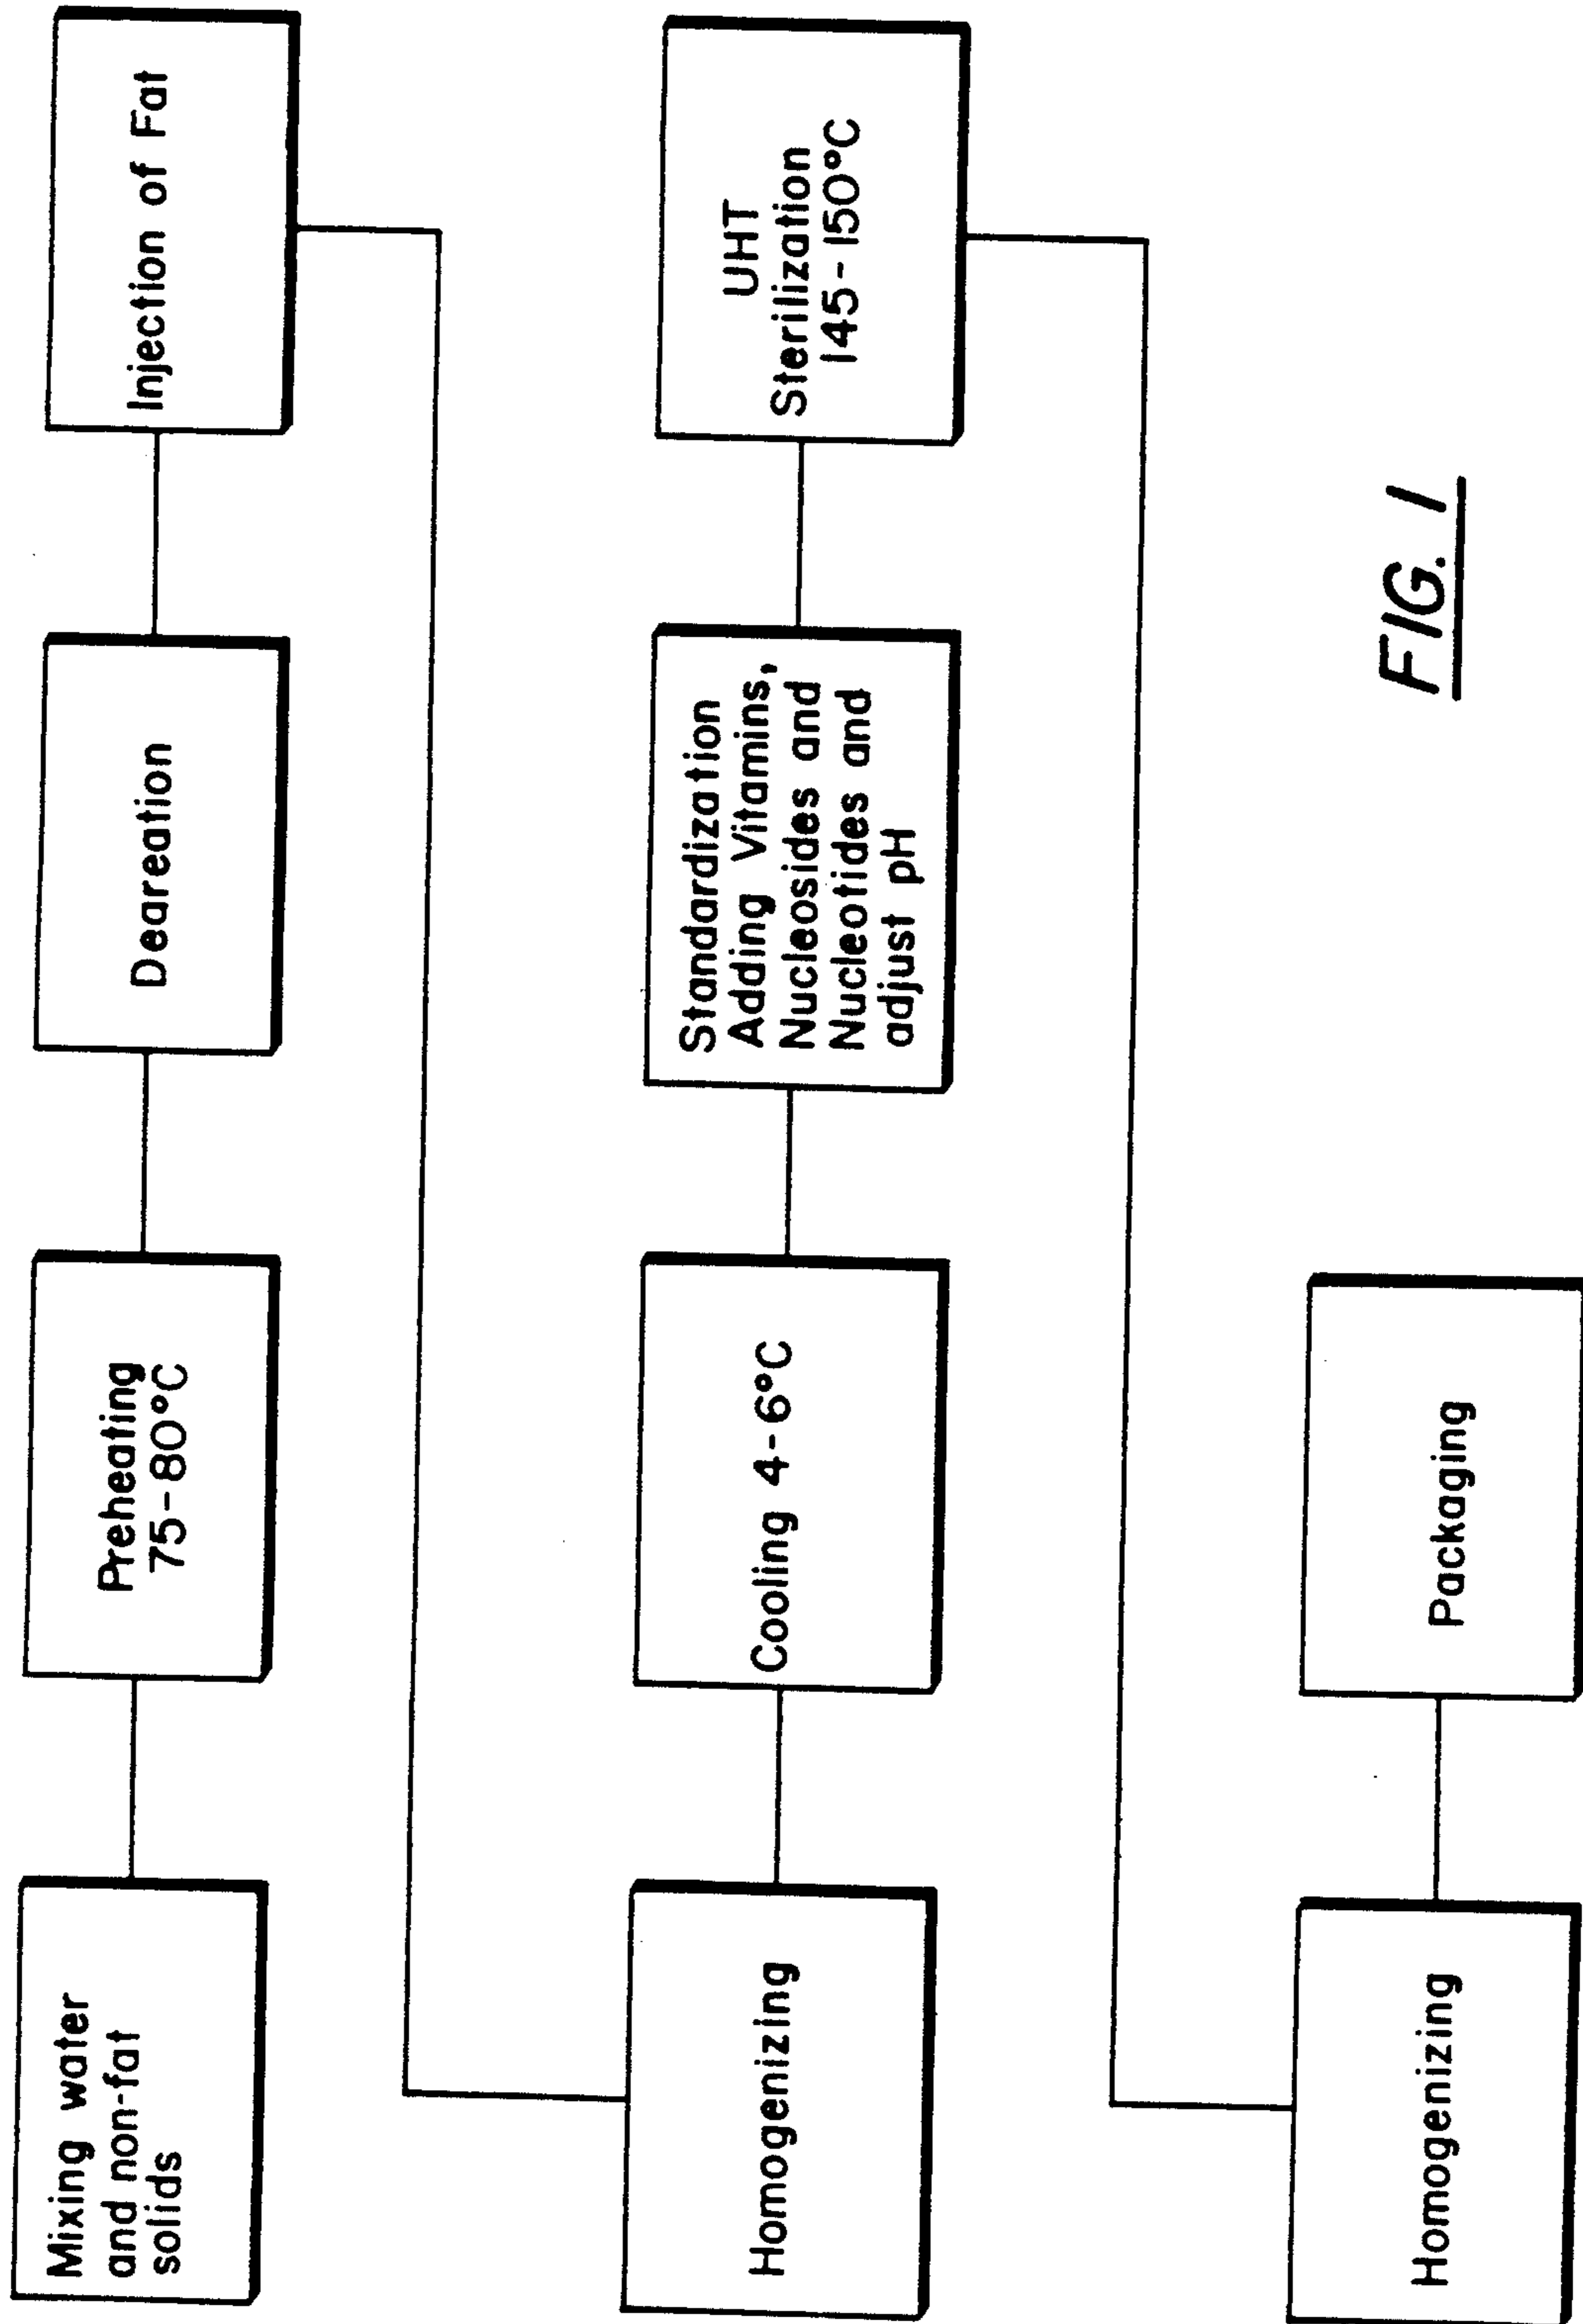 Mixing water
and non-fat
solids
Preheating
75-80°C
Deareation
Injection of Fat
Homogenizing
Cooling 4-6°C
Standardization
Adding Vitamins,
Nucleosides and
Nucleotides and
adjust pH
UHT
Sterilization
145-150°C
Homogenizing
Packaging
FIG. 1